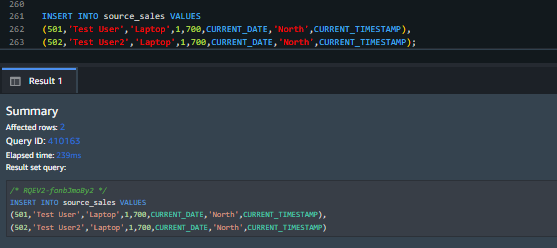 260
261 INSERT INTO source_sales VALUES
262 (501,'Test User','Laptop',1,700,CURRENT_DATE,'North',CURRENT_TIMESTAMP),
263 (502,'Test User2','Laptop',1,700,CURRENT_DATE,'North',CURRENT_TIMESTAMP);
Result 1
Summary
Affected rows: 2
Query ID: 410163
Elapsed time: 239ms
Result set query:
/* RQEV2-fonbJmoBy2 */
INSERT INTO source_sales VALUES
(501,'Test User','Laptop',1,700,CURRENT_DATE,'North',CURRENT_TIMESTAMP),
(502,'Test User2','Laptop',1,700,CURRENT_DATE,'North',CURRENT_TIMESTAMP)